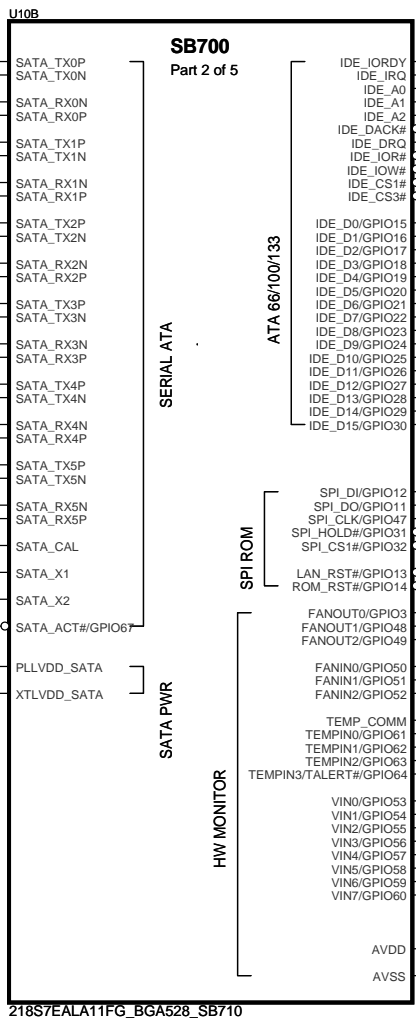 U10B
SB700
Part 2 of 5
SATA_TX0P
SATA_TX0N
SATA_RX0N
SATA_RX0P
SATA_TX1P
SATA_TX1N
SATA_RX1N
SATA_RX1P
SATA_TX2P
SATA_TX2N
SATA_RX2N
SATA_RX2P
SATA_TX3P
SATA_TX3N
SATA_RX3N
SATA_RX3P
SATA_TX4P
SATA_TX4N
SATA_RX4N
SATA_RX4P
SATA_TX5P
SATA_TX5N
SATA_RX5N
SATA_RX5P
SATA_CAL
SATA_X1
SATA_X2
SATA_ACT#/GPIO67
SERIAL ATA
PLLVDD_SATA
XTLVDD_SATA
SATA PWR
IDE_IORDY
IDE_IRQ
IDE_A0
IDE_A1
IDE_A2
IDE_DACK#
IDE_DRQ
IDE_IOR#
IDE_IOW#
IDE_CS1#
IDE_CS3#
IDE_D0/GPIO15
IDE_D1/GPIO16
IDE_D2/GPIO17
IDE_D3/GPIO18
IDE_D4/GPIO19
IDE_D5/GPIO20
IDE_D6/GPIO21
IDE_D7/GPIO22
IDE_D8/GPIO23
IDE_D9/GPIO24
IDE_D10/GPIO25
IDE_D11/GPIO26
IDE_D12/GPIO27
IDE_D13/GPIO28
IDE_D14/GPIO29
IDE_D15/GPIO30
ATA 66/100/133
SPI_DI/GPIO12
SPI_DO/GPIO11
SPI_CLK/GPIO47
SPI_HOLD#/GPIO31
SPI_CS1#/GPIO32
LAN_RST#/GPIO13
ROM_RST#/GPIO14
SPI ROM
FANOUT0/GPIO3
FANOUT1/GPIO48
FANOUT2/GPIO49
FANIN0/GPIO50
FANIN1/GPIO51
FANIN2/GPIO52
TEMP_COMM
TEMPIN0/GPIO61
TEMPIN1/GPIO62
TEMPIN2/GPIO63
TEMPIN3/TALERT#/GPIO64
VIN0/GPIO53
VIN1/GPIO54
VIN2/GPIO55
VIN3/GPIO56
VIN4/GPIO57
VIN5/GPIO58
VIN6/GPIO59
VIN7/GPIO60
AVDD
AVSS
HW MONITOR
218S7EALA11FG_BGA528_SB710